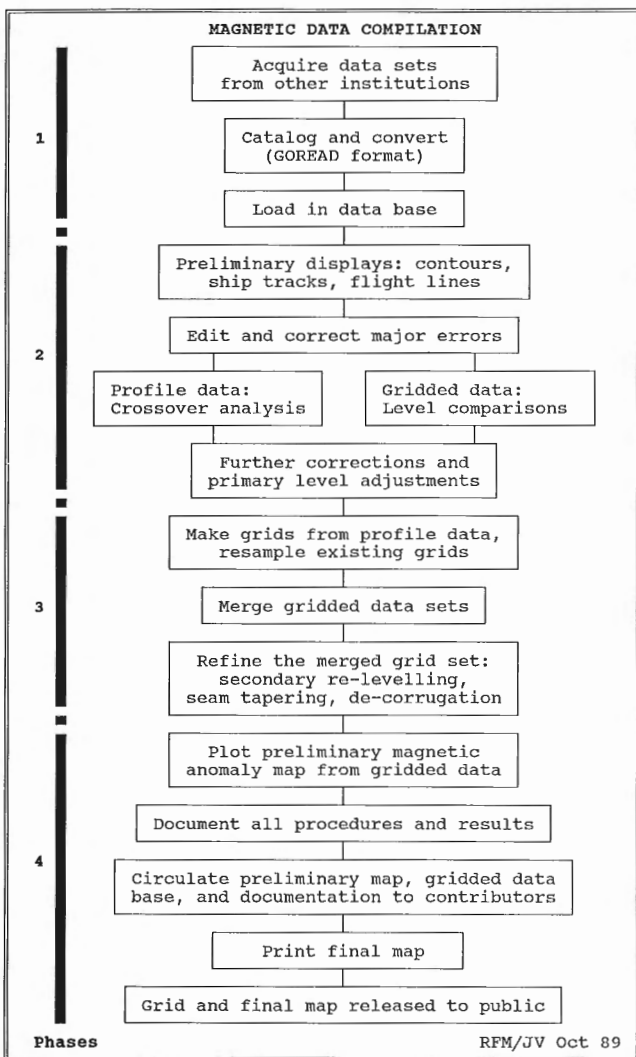 MAGNETIC DATA COMPILATION
Acquire data sets
from other institutions
1
Catalog and convert
(GOREAD format)
Load in data base
Preliminary displays: contours,
ship tracks, flight lines
2
Edit and correct major errors
Profile data:
Crossover analysis
Gridded data:
Level comparisons
Further corrections and
primary level adjustments
Make grids from profile data,
resample existing grids
3
Merge gridded data sets
Refine the merged grid set:
secondary re-levelling,
seam tapering, de-corrugation
Plot preliminary magnetic
anomaly map from gridded data
Document all procedures and results
4
Circulate preliminary map, gridded data
base, and documentation to contributors
Print final map
Grid and final map released to public
Phases
RFM/JV Oct 89